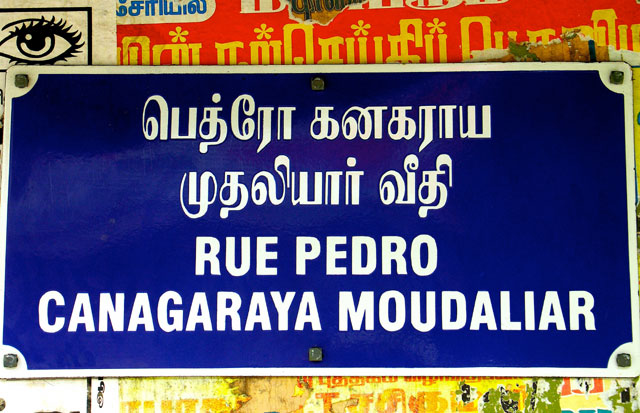 பெத்ரோ கனகராய
முதலியார் வீதி
RUE PEDRO
CANAGARAYA MOUDALIAR